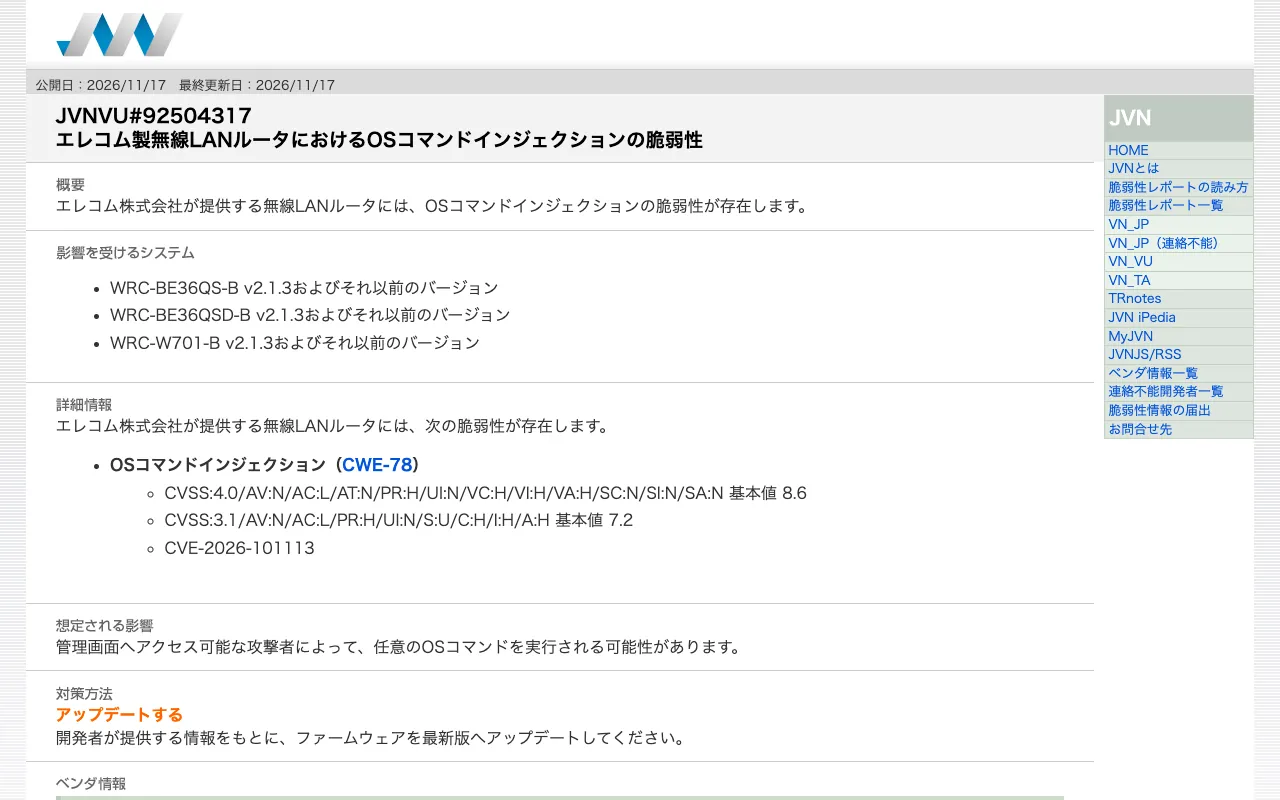 JVN
公開日：2026/11/17　最終更新日：2026/11/17
JVNVU#92504317
エレコム製無線LANルータにおけるOSコマンドインジェクションの脆弱性
概要
エレコム株式会社が提供する無線LANルータには、OSコマンドインジェクションの脆弱性が存在します。
影響を受けるシステム
• WRC-BE36QS-B v2.1.3およびそれ以前のバージョン
• WRC-BE36QSD-B v2.1.3およびそれ以前のバージョン
• WRC-W701-B v2.1.3およびそれ以前のバージョン
詳細情報
エレコム株式会社が提供する無線LANルータには、次の脆弱性が存在します。
• OSコマンドインジェクション（CWE-78）
◦ CVSS:4.0/AV:N/AC:L/AT:N/PR:H/UI:N/VC:H/VI:H/VA:H/SC:N/SI:N/SA:N 基本値 8.6
◦ CVSS:3.1/AV:N/AC:L/PR:H/UI:N/S:U/C:H/I:H/A:H 基本値 7.2
◦ CVE-2026-101113
想定される影響
管理画面へアクセス可能な攻撃者によって、任意のOSコマンドを実行される可能性があります。
対策方法
アップデートする
開発者が提供する情報をもとに、ファームウェアを最新版へアップデートしてください。
ベンダ情報
JVN
HOME
JVNとは
脆弱性レポートの読み方
脆弱性レポート一覧
VN_JP
VN_JP（連絡不能）
VN_VU
VN_TA
TRnotes
JVN iPedia
MyJVN
JVNJS/RSS
ベンダ情報一覧
連絡不能開発者一覧
脆弱性情報の届出
お問合せ先